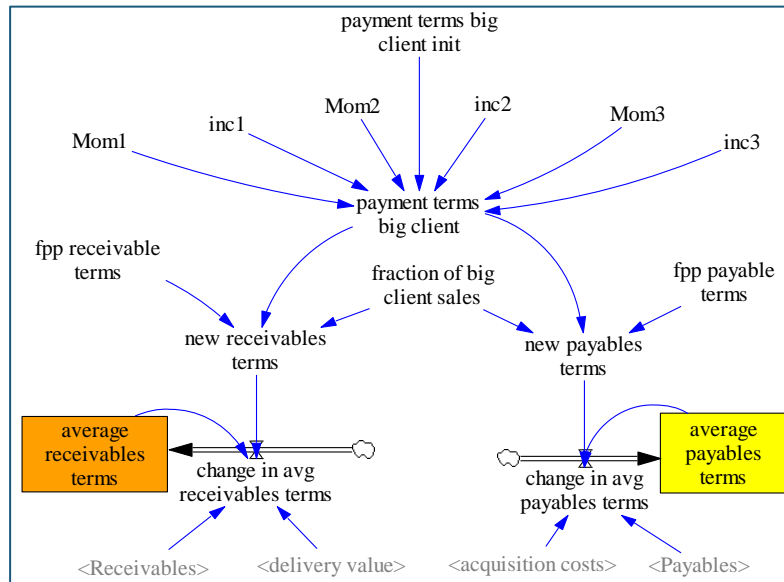 payment terms big
client init
Mom2
inc2
Mom3
inc1
Mom1
inc3
payment terms
big client
fpp receivable
terms
fraction of big
client sales
fpp payable
terms
new receivables
terms
new payables
terms
average
receivables
terms
change in avg
receivables terms
average
payables
terms
change in avg
payables terms
<Receivables>
<delivery value>
<acquisition costs>
<Payables>